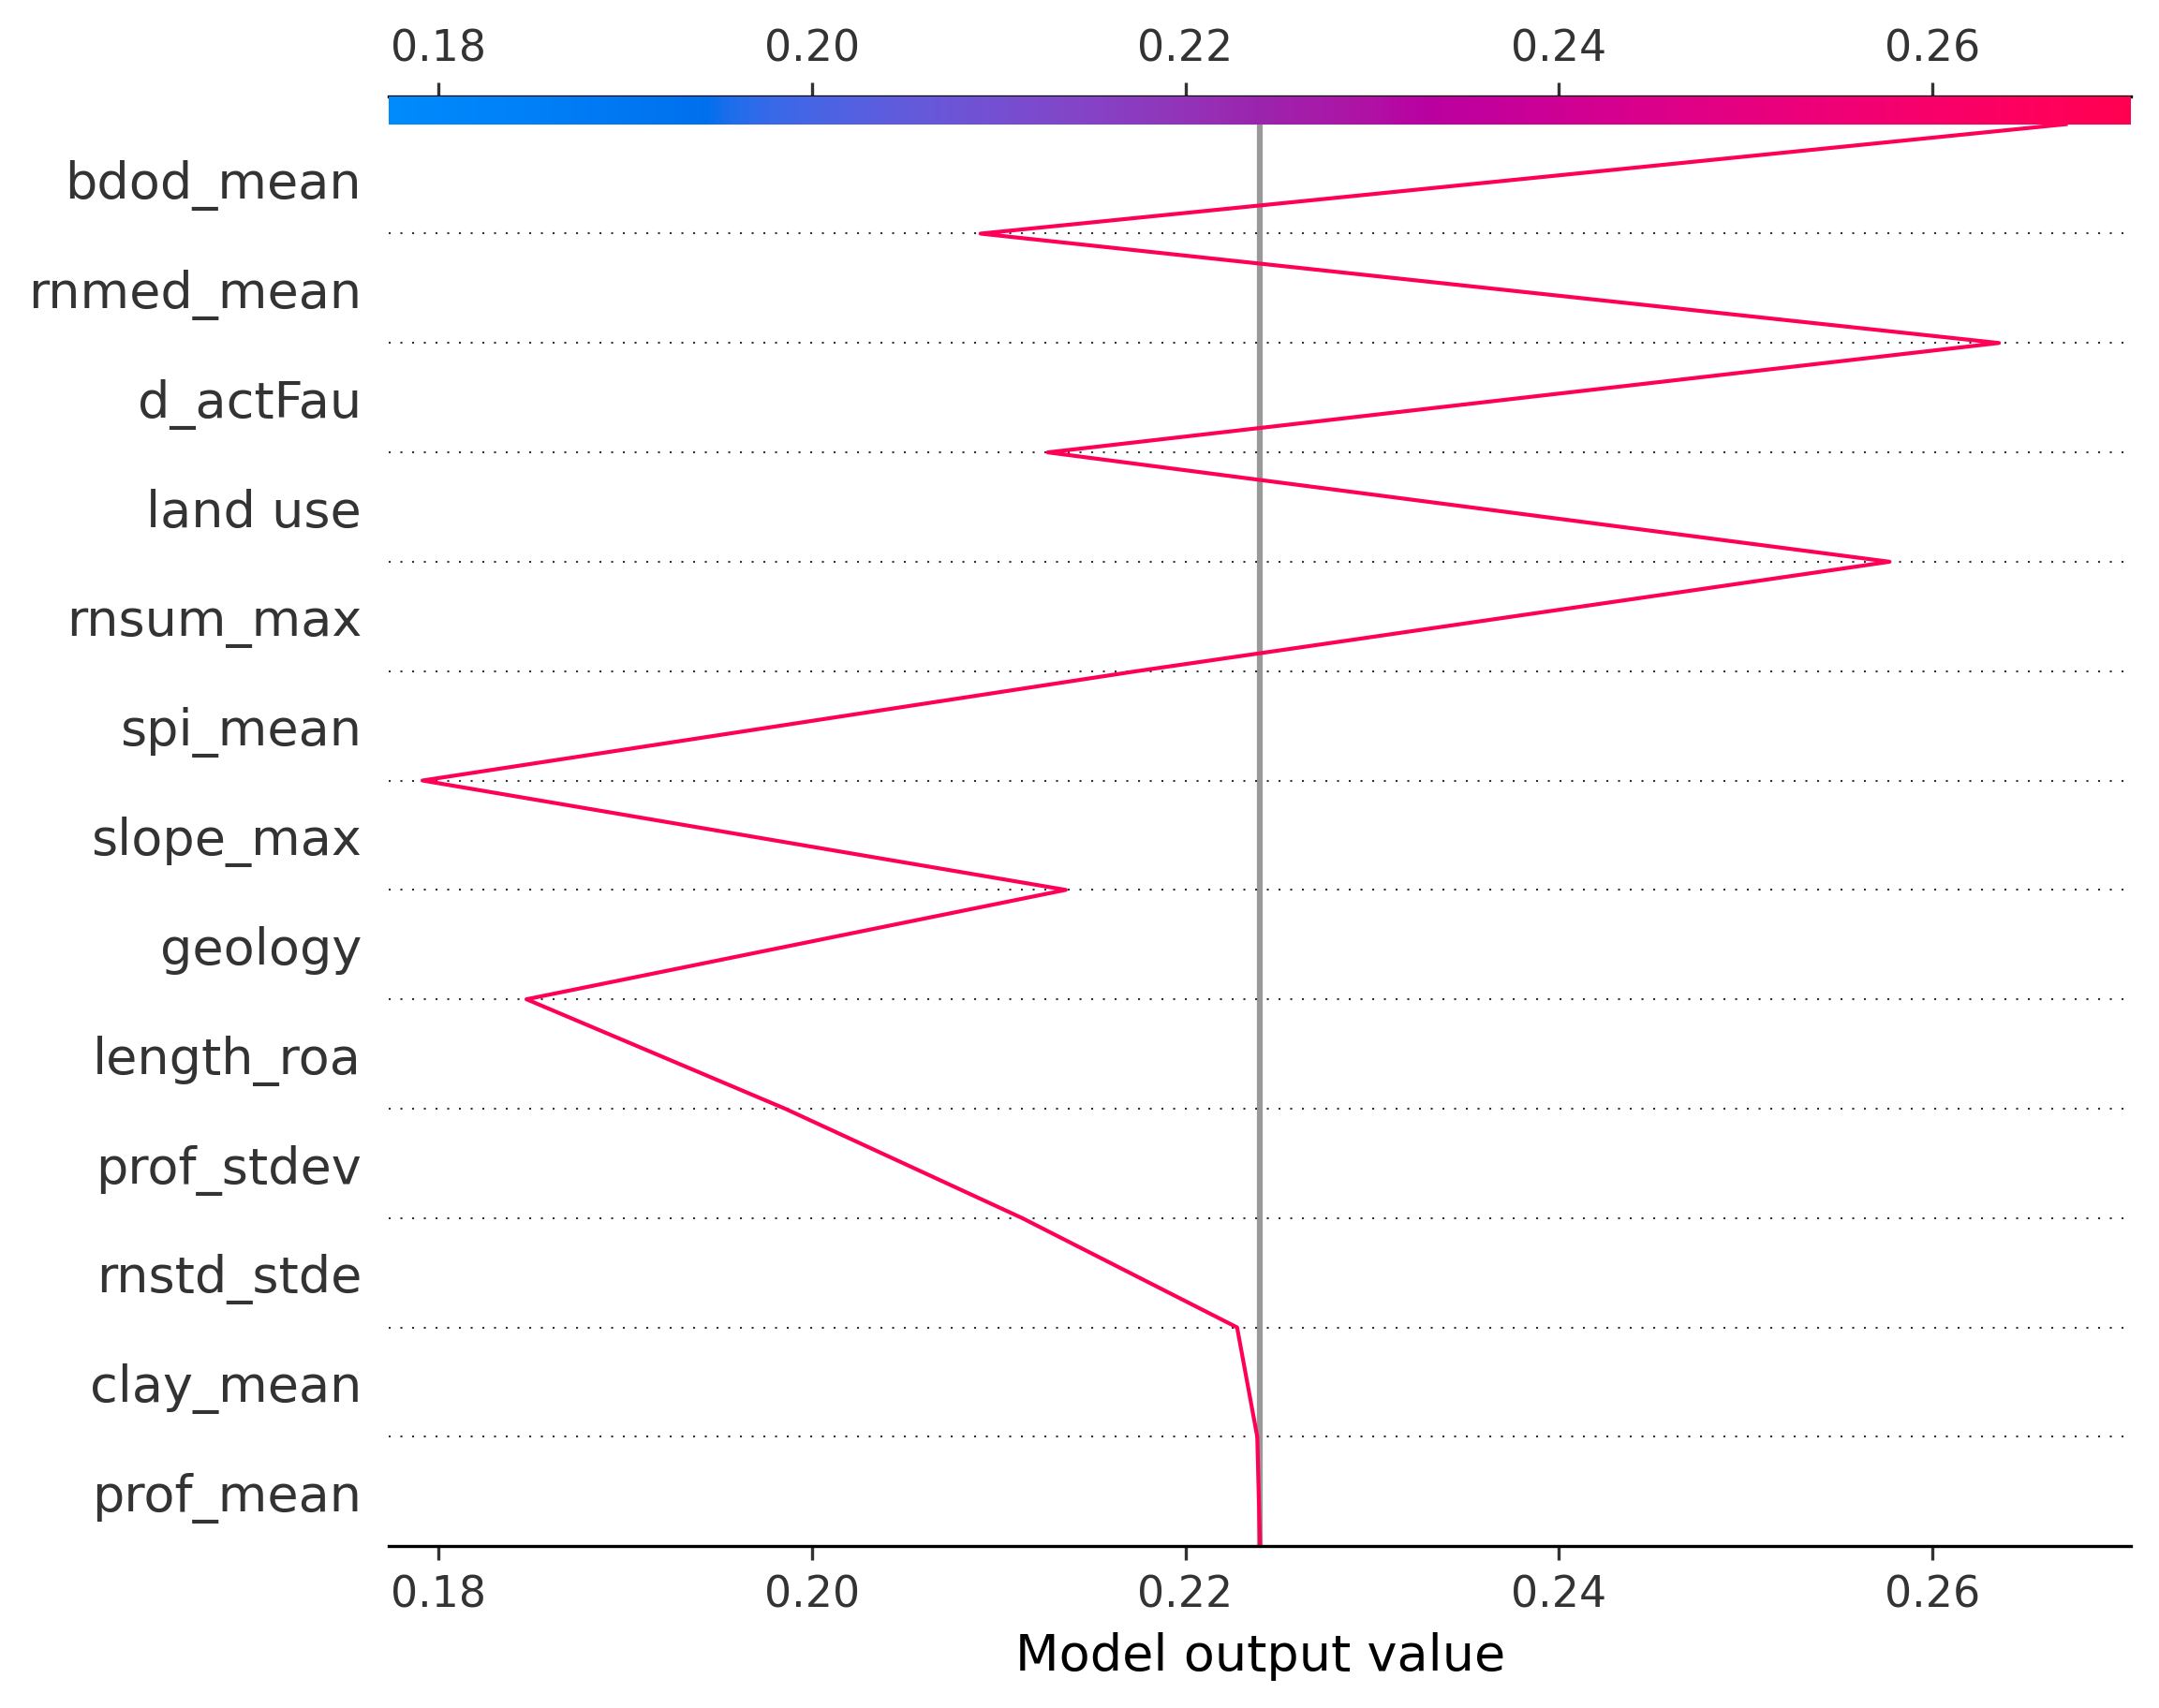 0.18 0.20 0.22 0.24 0.26
bdod_mean
rnmed_mean
d_actFau
land use
rnsum_max
spi_mean
slope_max
geology
length_roa
prof_stdev
rnstd_stde
clay_mean
prof_mean
0.18 0.20 0.22 0.24 0.26
Model output value